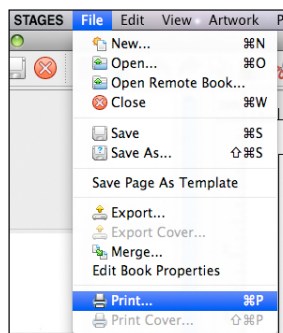 STAGES File Edit View Artwork P
New... ⌘N
Open... ⌘O
Open Remote Book...
Close ⌘W
Save ⌘S
Save As... ⇧⌘S
Save Page As Template
Export...
Export Cover...
Merge...
Edit Book Properties
Print... ⌘P
Print Cover... ⇧⌘P